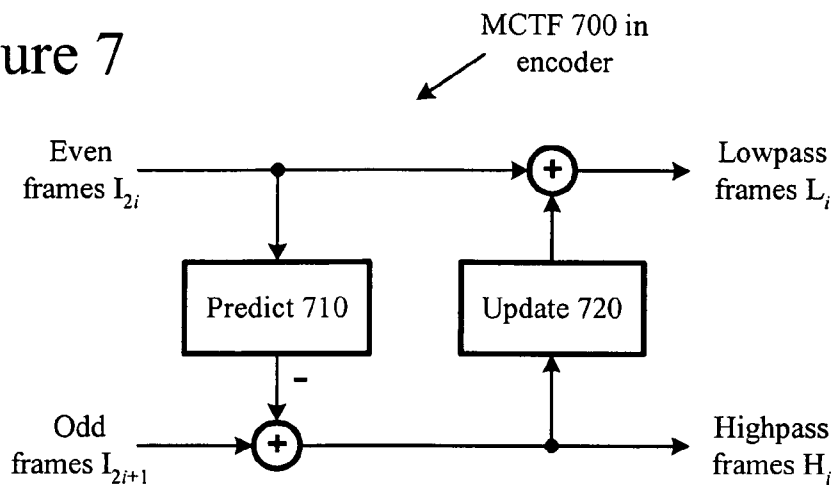 ure 7
MCTF 700 in
encoder
Even
frames I2i
+
Lowpass
frames Li
Predict 710
Update 720
-
Odd
frames I2i+1
+
Highpass
frames Hi